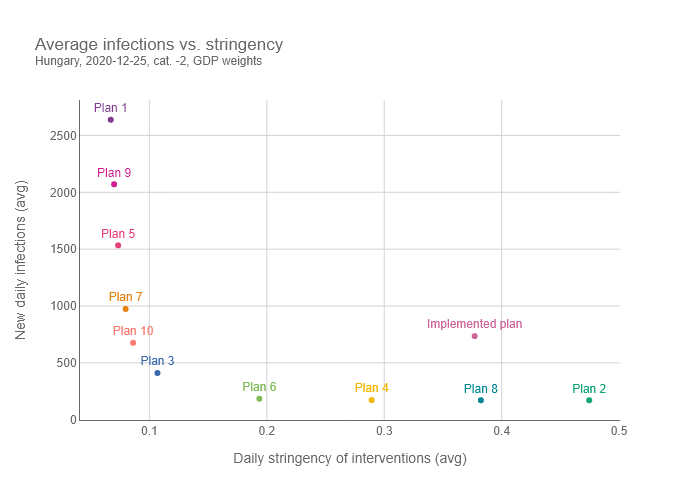 Average infections vs. stringency
Hungary, 2020-12-25, cat. -2, GDP weights
Plan 1
2500
Plan 9
2000
Plan 5
1500
Plan 7
1000
Implemented plan
Plan 10
500
Plan 3
Plan 6
Plan 4
Plan 8
Plan 2
0
0.1
0.2
0.3
0.4
0.5
New daily infections (avg)
Daily stringency of interventions (avg)